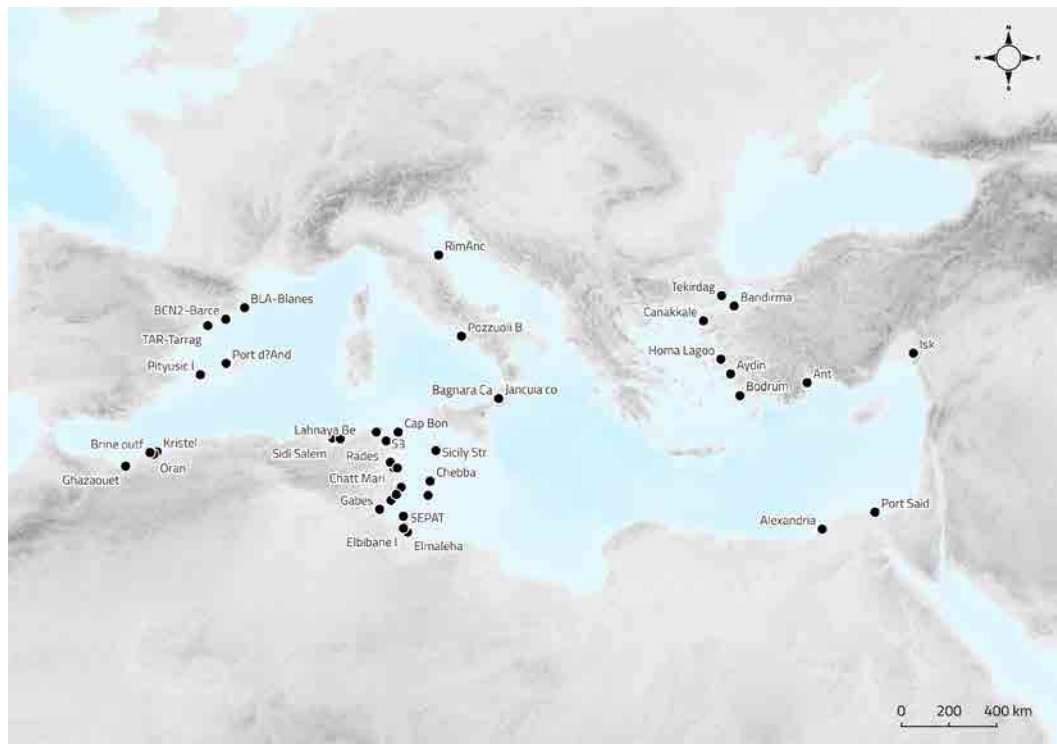 N
W E
S
RimAnc
BLA-Blanes
BCN2-Barce
TAR-Tarrag
Port d?And
Pityusic I
Pozzuoli B
Bagnara Ca
Jancuia co
Tekirdag
Bandirma
Canakkale
Homa Lagoo
Aydin
Bodrum
Ant
Isk
Lahnaya Be
Cap Bon
S3
Sidi Salem
Rades
Sicily Str
Chatt Mari
Chebba
Gabes
SEPAT
Elbibane l
Elmaleha
Brine outf
Kristel
Oran
Ghazaouet
Alexandria
Port Said
0 200 400 km